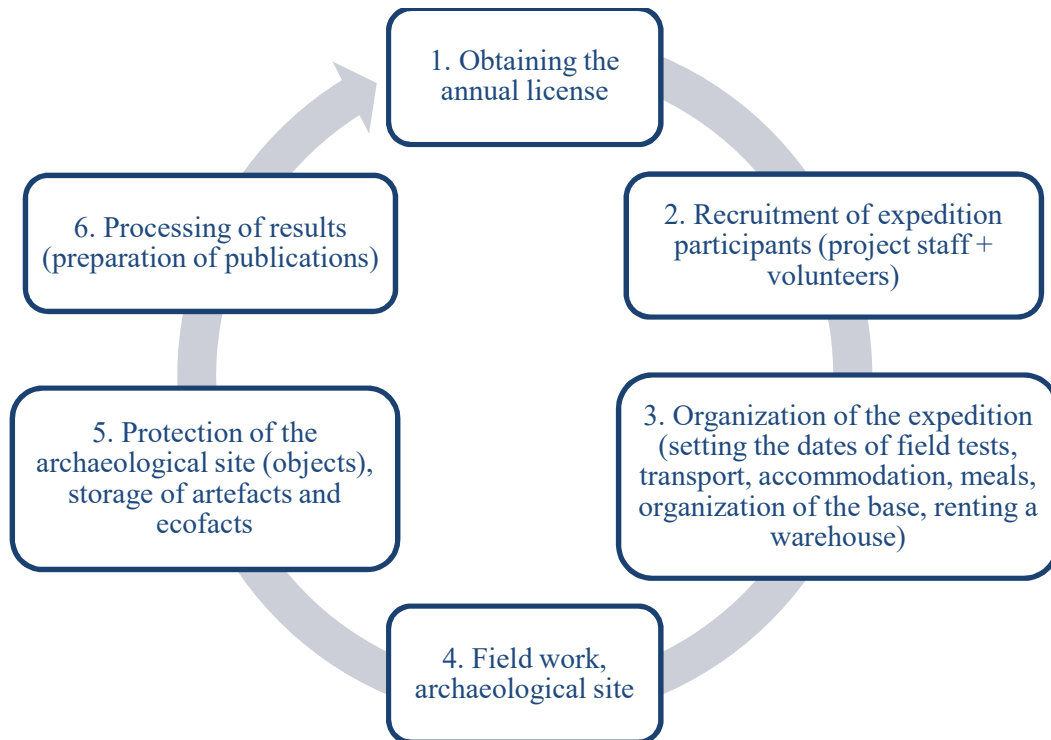 1. Obtaining the
annual license
2. Recruitment of expedition
participants (project staff +
volunteers)
3. Organization of the expedition
(setting the dates of field tests,
transport, accommodation, meals,
organization of the base, renting a
warehouse)
4. Field work,
archaeological site
5. Protection of the
archaeological site (objects),
storage of artefacts and
ecofacts
6. Processing of results
(preparation of publications)